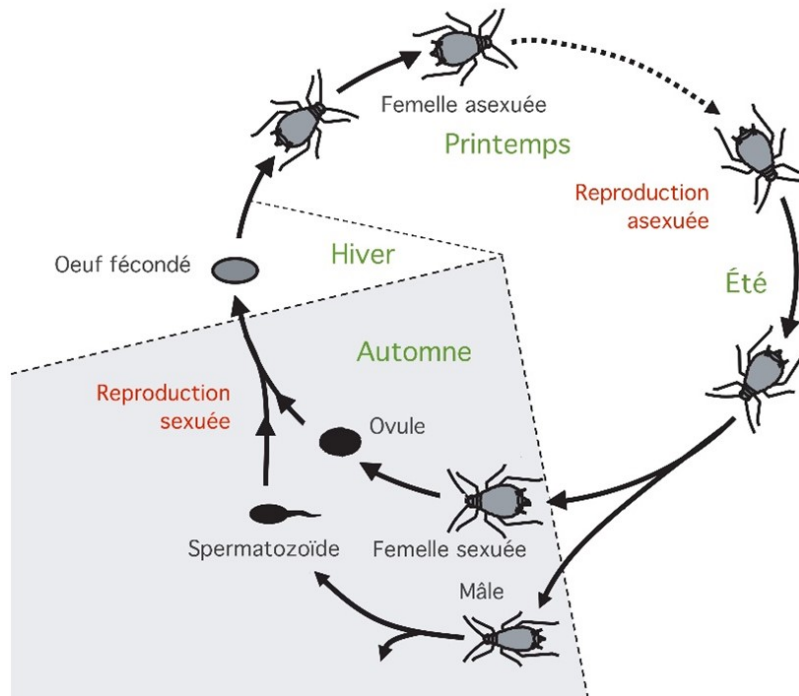 Femelle asexuée
Printemps
Reproduction
asexuée
Oeuf fécondé
Hiver
Été
Automne
Reproduction
sexuée
Ovule
Spermatozoïde
Femelle sexuée
Mâle